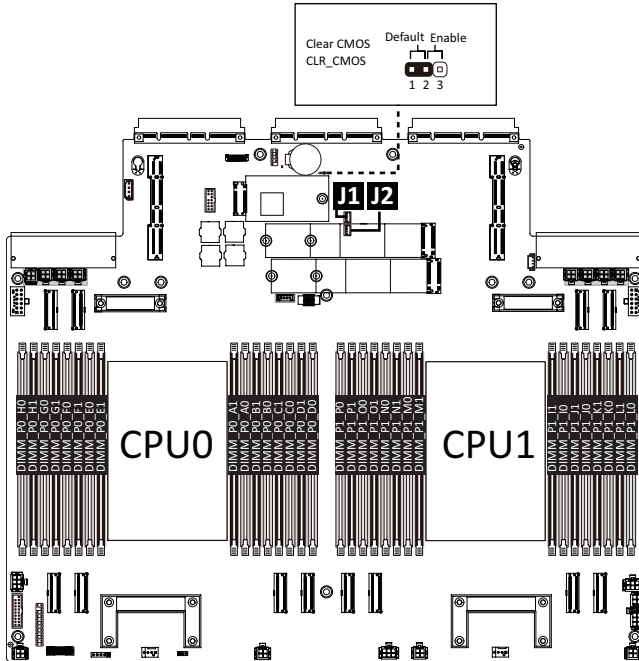 Clear CMOS
CLR_CMOS
Default Enable
1 2 3
J1
J2
DIMM_P0_H0
DIMM_P0_H1
DIMM_P0_G0
DIMM_P0_G1
DIMM_P0_F0
DIMM_P0_F1
DIMM_P0_E0
DIMM_P0_E1
CPU0
DIMM_P0_A1
DIMM_P0_A0
DIMM_P0_B1
DIMM_P0_B0
DIMM_P0_C1
DIMM_P0_C0
DIMM_P0_D1
DIMM_P0_D0
DIMM_P1_P0
DIMM_P1_P1
DIMM_P1_O0
DIMM_P1_O1
DIMM_P1_N0
DIMM_P1_N1
DIMM_P1_M0
DIMM_P1_M1
CPU1
DIMM_P1_I1
DIMM_P1_I0
DIMM_P1_J1
DIMM_P1_J0
DIMM_P1_K1
DIMM_P1_K0
DIMM_P1_L1
DIMM_P1_L0